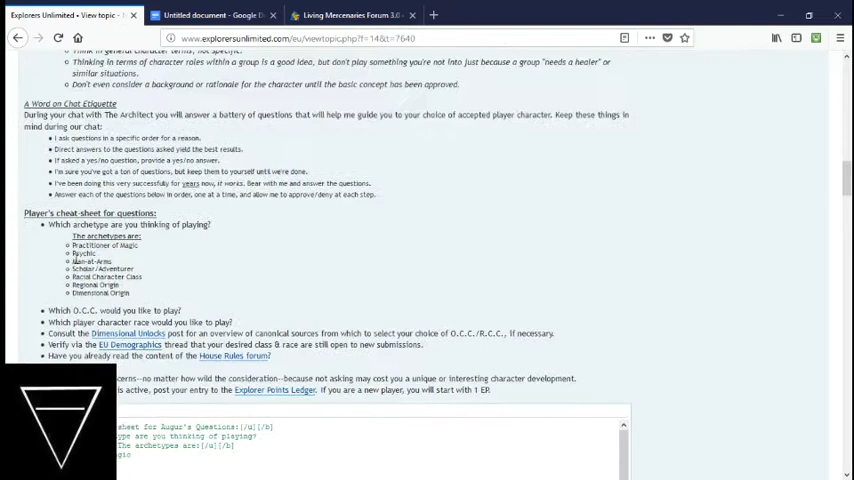 Explorers Unlimited • View topic -
Untitled document - Google D
Living Mercenaries Forum 3.0 -
www.explorersunlimited.com/eu/viewtopic.php?f=14&t=7640
Think in general character terms, not specific.
Thinking in terms of character roles within a group is a good idea, but don't play something you're not into just because a group "needs a healer" or
similar situations.
Don't even consider a background or rationale for the character until the basic concept has been approved.
A Word on Chat Etiquette
During your chat with The Architect you will answer a battery of questions that will help me guide you to your choice of accepted player character. Keep these things in
mind during our chat:
I ask questions in a specific order for a reason.
Direct answers to the questions asked yield the best results.
If asked a yes/no question, provide a yes/no answer.
I'm sure you've got a ton of questions, but keep them to yourself until we're done.
I've been doing this very successfully for years now, it works. Bear with me and answer the questions.
Answer each of the questions below in order, one at a time, and allow me to approve/deny at each step.
Player's cheat-sheet for questions:
Which archetype are you thinking of playing?
The archetypes are:
Practitioner of Magic
Psychic
Man-at-Arms
Scholar/Adventurer
Racial Character Class
Regional Origin
Dimensional Origin
Which O.C.C. would you like to play?
Which player character race would you like to play?
Consult the Dimensional Unlocks post for an overview of canonical sources from which to select your choice of O.C.C./R.C.C., if necessary.
Verify via the EU Demographics thread that your desired class & race are still open to new submissions.
Have you already read the content of the House Rules forum?
cerns--no matter how wild the consideration--because not asking may cost you a unique or interesting character development.
is active, post your entry to the Explorer Points Ledger. If you are a new player, you will start with 1 EP.
sheet for Augur's Questions:[/u][/b]
ype are you thinking of playing?
The archetypes are:[/u][/b]
gic